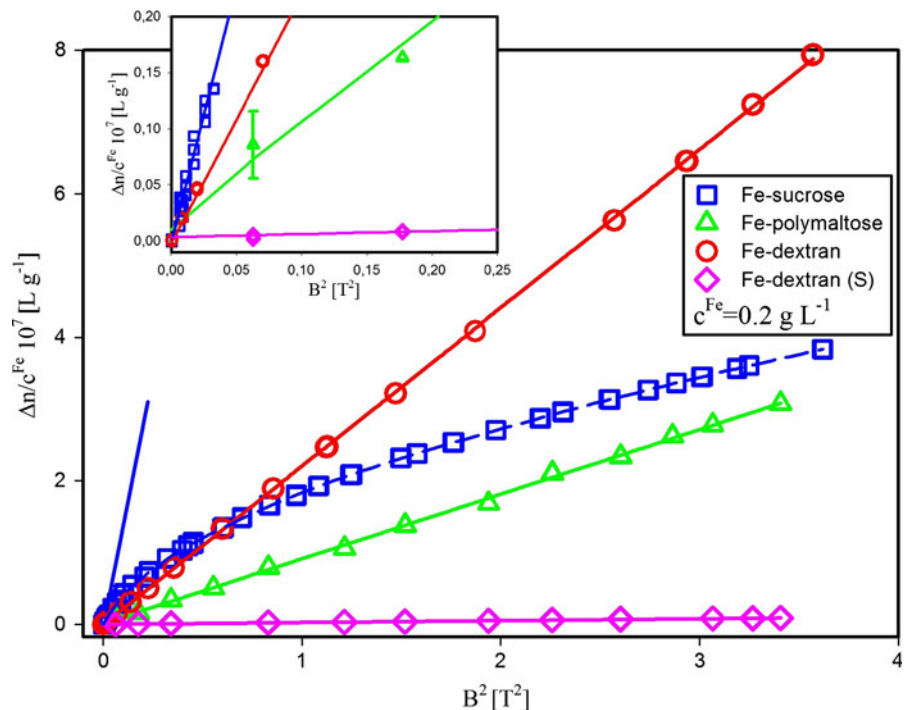 0,20
0,15
0,10
0,05
0,00
Δn/c^Fe 10^7 [L g^-1]
0,00 0,05 0,10 0,15 0,20 0,25
B^2 [T^2]
8
6
4
2
0
Δn/c^Fe 10^7 [L g^-1]
Fe-sucrose
Fe-polymaltose
Fe-dextran
Fe-dextran (S)
c^Fe=0.2 g L^-1
0 1 2 3 4
B^2 [T^2]